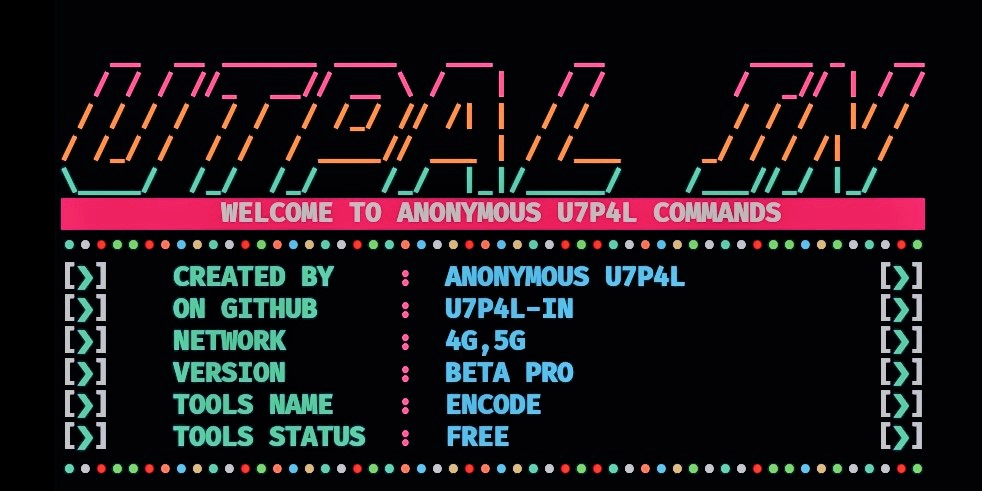 UTPAL IN
WELCOME TO ANONYMOUS U7P4L COMMANDS
[❯] CREATED BY : ANONYMOUS U7P4L [❯]
[❯] ON GITHUB : U7P4L-IN [❯]
[❯] NETWORK : 4G,5G [❯]
[❯] VERSION : BETA PRO [❯]
[❯] TOOLS NAME : ENCODE [❯]
[❯] TOOLS STATUS : FREE [❯]